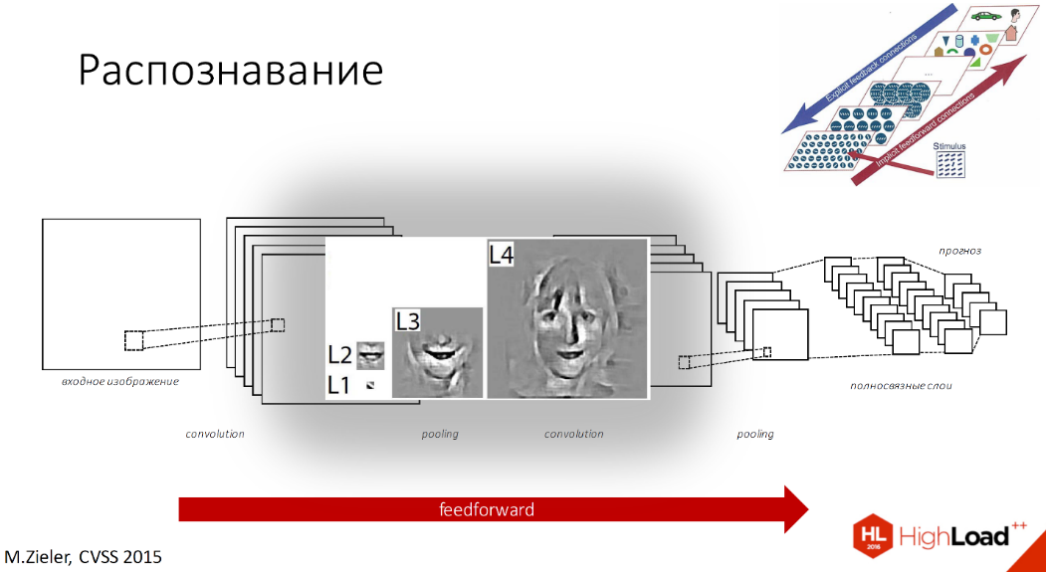 Распознавание
Explicit feedback connections
Implicit feedforward connections
Stimulus
...
L4
L3
L2
L1
прогноз
входное изображение
полносвязные слои
convolution
pooling
convolution
pooling
feedforward
HL
2016
HighLoad++
M.Zieler, CVSS 2015